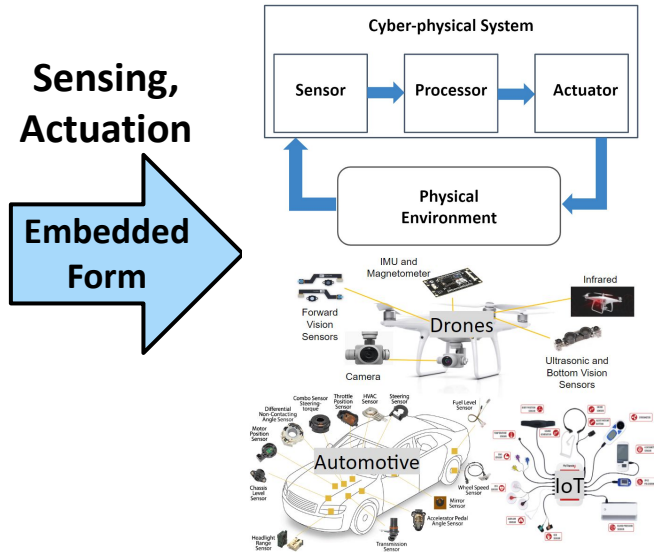 Sensing,
Actuation
Embedded
Form
Cyber-physical System
Sensor
Processor
Actuator
Physical
Environment
IMU and
Magnetometer
Infrared
Forward
Vision
Sensors
Drones
Camera
Ultrasonic and
Bottom Vision
Sensors
Combo Sensor
Steering-
torque
Throttle
Position
Sensor
HVAC
Sensor
Steering
Sensor
Fuel Level
Sensor
Differential
Non-Contacting
Angle Sensor
Motor
Position
Sensor
Automotive
Chassis
Level
Sensor
Wheel Speed
Sensor
Mirror
Sensor
Accelerator Pedal
Angle Sensor
Headlight
Range Sensor
Transmission
Sensor
IoT